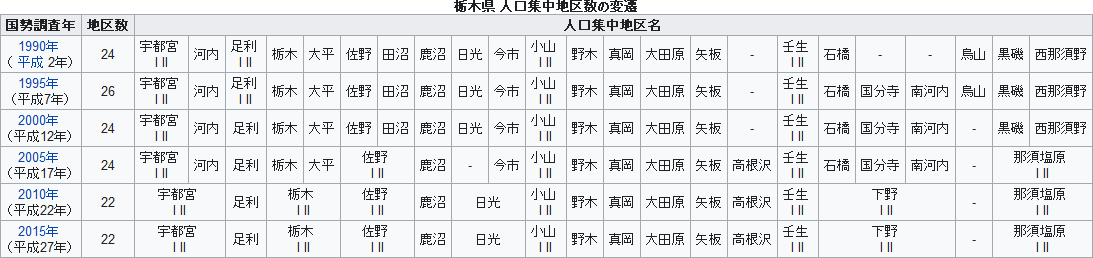 栃木県 人口集中地区数の変遷
国勢調査年 地区数 人口集中地区名
1990年
（平成 2年） 24 宇都宮 I II 河内 足利 I II 栃木 大平 佐野 田沼 鹿沼 日光 今市 小山 I II 野木 真岡 大田原 矢板 - 壬生 I II 石橋 - - 烏山 黒磯 西那須野
1995年
（平成7年） 26 宇都宮 I II 河内 足利 I II 栃木 大平 佐野 田沼 鹿沼 日光 今市 小山 I II 野木 真岡 大田原 矢板 - 壬生 I II 石橋 国分寺 南河内 烏山 黒磯 西那須野
2000年
（平成12年） 24 宇都宮 I II 河内 足利 栃木 大平 佐野 田沼 鹿沼 日光 今市 小山 I II 野木 真岡 大田原 矢板 - 壬生 I II 石橋 国分寺 南河内 - 黒磯 西那須野
2005年
（平成17年） 24 宇都宮 I II 河内 足利 栃木 大平 佐野 I II 鹿沼 - 今市 小山 I II 野木 真岡 大田原 矢板 高根沢 壬生 I II 石橋 国分寺 南河内 - 那須塩原 I II
2010年
（平成22年） 22 宇都宮 I II 足利 栃木 I II 佐野 I II 鹿沼 日光 小山 I II 野木 真岡 大田原 矢板 高根沢 壬生 I II 下野 I II - 那須塩原 I II
2015年
（平成27年） 22 宇都宮 I II 足利 栃木 I II 佐野 I II 鹿沼 日光 小山 I II 野木 真岡 大田原 矢板 高根沢 壬生 I II 下野 I II - 那須塩原 I II